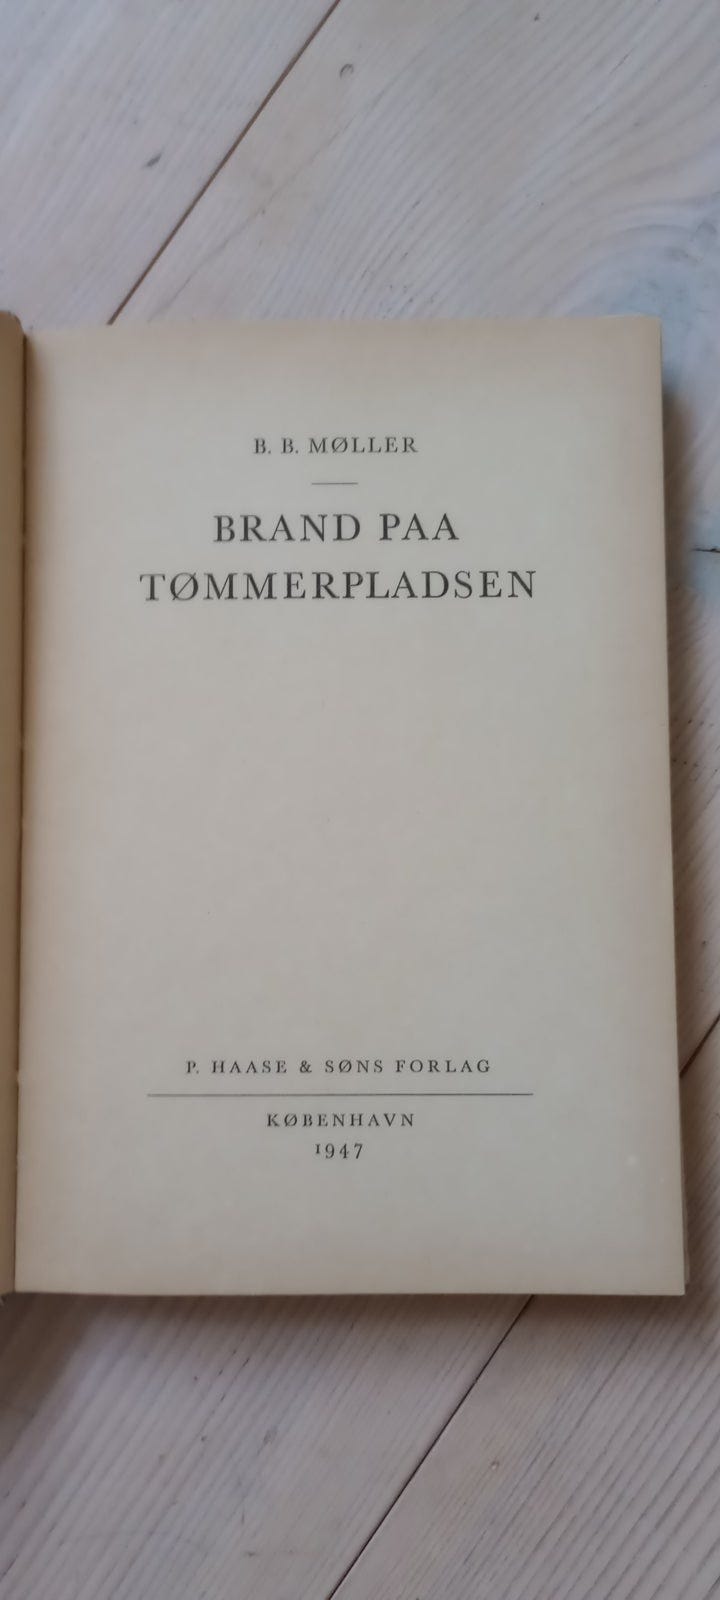 B. B. MØLLER
BRAND PAA
TØMMERPLADSEN
P. HAASE & SØNS FORLAG
KØBENHAVN
1947